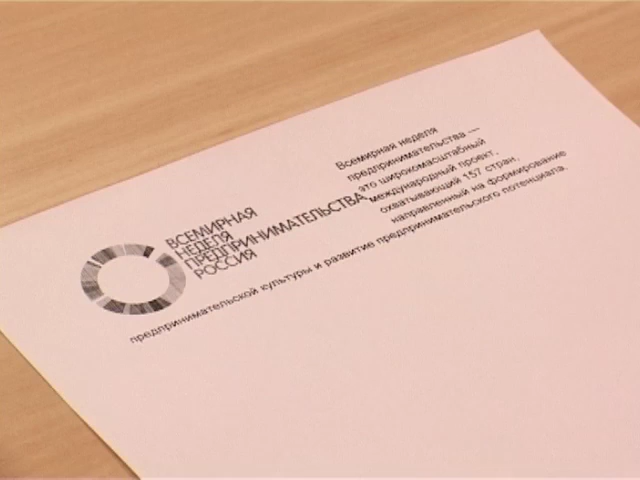 ВСЕМИРНАЯ
НЕДЕЛЯ
ПРЕДПРИНИМАТЕЛЬСТВА
РОССИЯ
Всемирная неделя
предпринимательства —
это широкомасштабный
международный проект,
охватывающий 157 стран,
направленный на формирование
предпринимательской культуры и развитие предпринимательского потенциала.